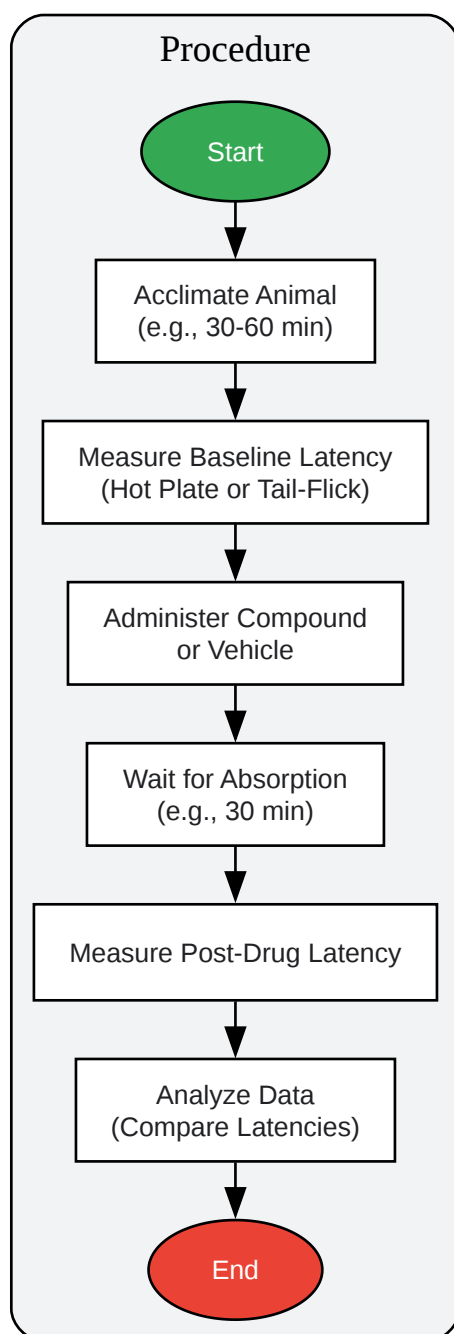 Procedure
Start
Acclimate Animal
(e.g., 30-60 min)
Measure Baseline Latency
(Hot Plate or Tail-Flick)
Administer Compound
or Vehicle
Wait for Absorption
(e.g., 30 min)
Measure Post-Drug Latency
Analyze Data
(Compare Latencies)
End